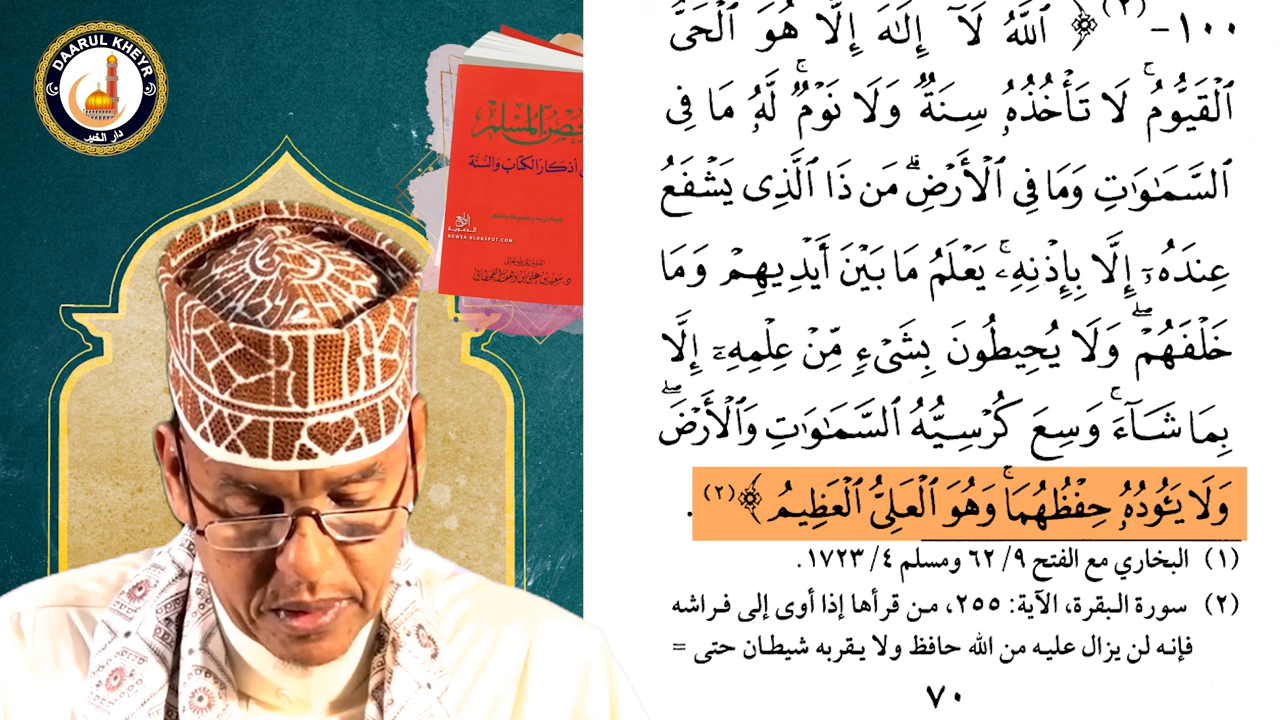 DAARUL KHEYR
دار الخير
حصن المسلم
أذكار الكتاب والسنة
ROWEA.BLOGSPOT.COM
١٠٠- (٢) ﴿ ٱللَّهُ لَآ إِلَٰهَ إِلَّا هُوَ ٱلْحَيُّ
ٱلْقَيُّومُ ۚ لَا تَأْخُذُهُۥ سِنَةٌ وَلَا نَوْمٌ ۚ لَّهُۥ مَا فِى
ٱلسَّمَٰوَٰتِ وَمَا فِى ٱلْأَرْضِ ۗ مَن ذَا ٱلَّذِى يَشْفَعُ
عِندَهُۥٓ إِلَّا بِإِذْنِهِۦ ۚ يَعْلَمُ مَا بَيْنَ أَيْدِيهِمْ وَمَا
خَلْفَهُمْ ۖ وَلَا يُحِيطُونَ بِشَىْءٍ مِّنْ عِلْمِهِۦٓ إِلَّا
بِمَا شَآءَ ۚ وَسِعَ كُرْسِيُّهُ ٱلسَّمَٰوَٰتِ وَٱلْأَرْضَ ۖ
وَلَا يَـُٔودُهُۥ حِفْظُهُمَا ۚ وَهُوَ ٱلْعَلِىُّ ٱلْعَظِيمُ ﴾(٢).
(١) البخاري مع الفتح ٩/ ٦٢ ومسلم ٤/ ١٧٢٣.
(٢) سورة البقرة، الآية: ٢٥٥، من قرأها إذا أوى إلى فراشه
فإنه لن يزال عليه من الله حافظ ولا يقربه شيطان حتى =
٧٠